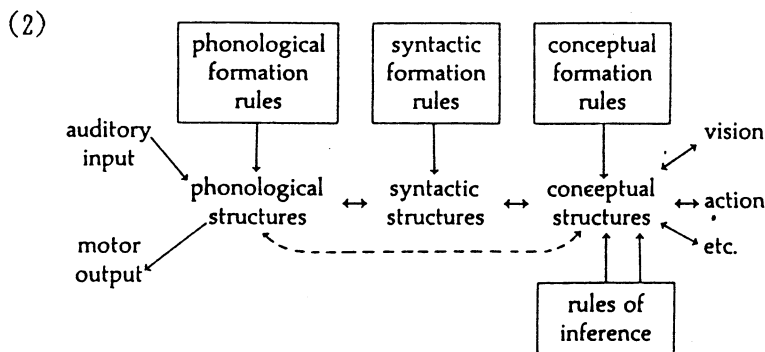 (2)
phonological
formation
rules
syntactic
formation
rules
conceptual
formation
rules
auditory
input
vision
phonological
structures
syntactic
structures
conceptual
structures
action
motor
output
etc.
rules of
inference